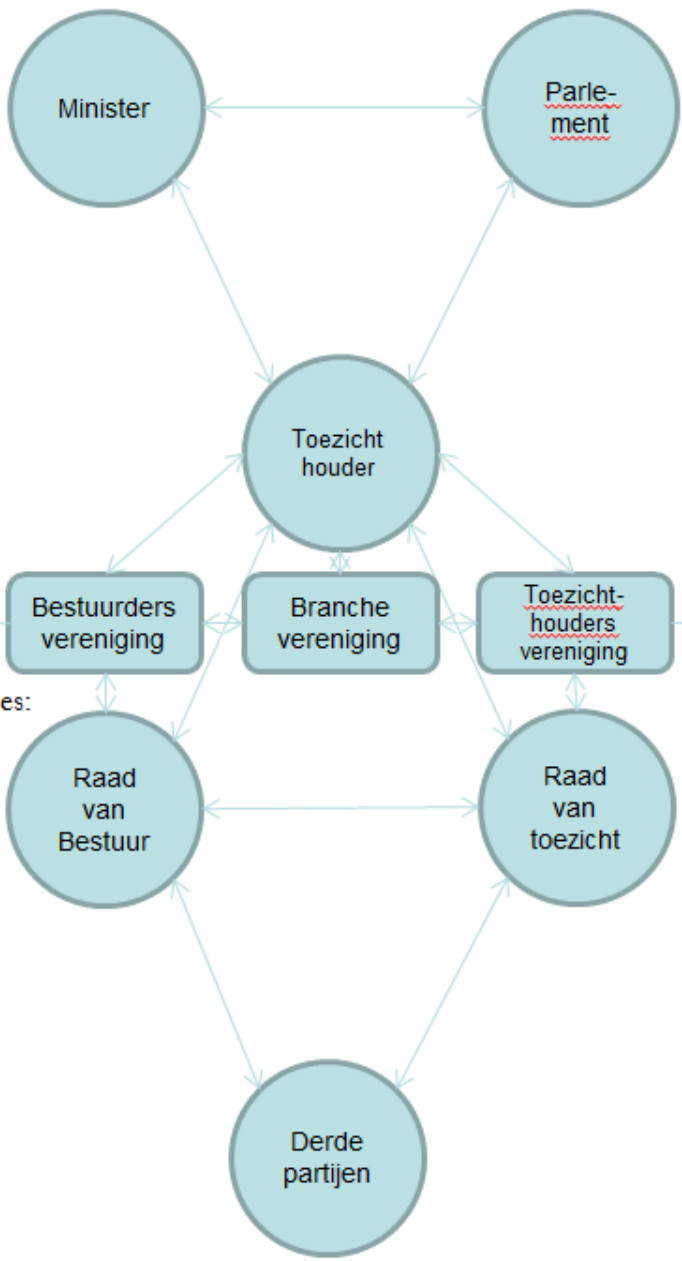 Minister
Parle-
ment
Toezicht
houder
Bestuurders
vereniging
Branche
vereniging
Toezicht-
houders
vereniging
es:
Raad
van
Bestuur
Raad
van
toezicht
Derde
partijen